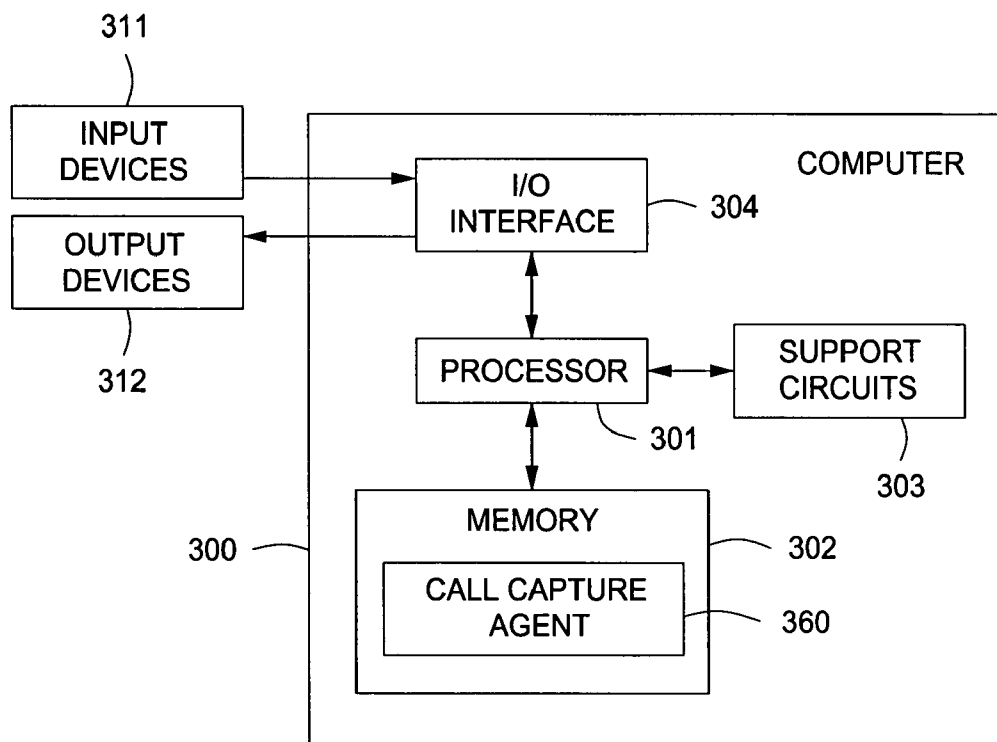 311
INPUT
DEVICES
OUTPUT
DEVICES
312
COMPUTER
I/O
INTERFACE
304
PROCESSOR
301
SUPPORT
CIRCUITS
303
300
MEMORY
302
CALL CAPTURE
AGENT
360